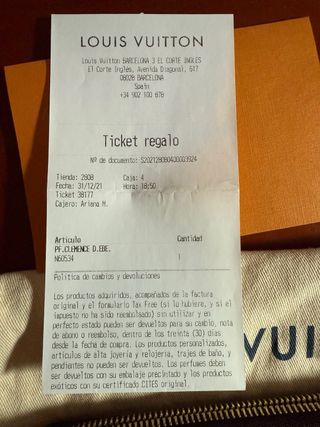 LOUIS VUITTON
Louis Vuitton BARCELONA 3 EL CORTE INGLES
El Corte Inglés, Avenida Diagonal, 617
08028 BARCELONA
Spain
+34 902 100 678
Ticket regalo
Nº de documento: S20212808040003924
Tienda: 2808 Caja: 4
Fecha: 31/12/21 Hora: 18:50
Ticket 38177
Cajero: Ariana M.
Artículo Cantidad
PF.CLEMENCE D.EBE.
N60534 1
Política de cambios y devoluciones
Los productos adquiridos, acompañados de la factura
original y el formulario Tax Free (si lo hubiere, y si el
impuesto no ha sido reembolsado) sin utilizar y en
perfecto estado pueden ser devueltos para su cambio, nota
de abono o reembolso, dentro de los treinta (30) días
desde la fecha de compra. Los productos personalizados,
artículos de alta joyería y relojería, trajes de baño, y
pendientes no pueden ser devueltos. Los perfumes deben
ser devueltos con su embalaje precintado y los productos
exóticos con su certificado CITES original.
VUI